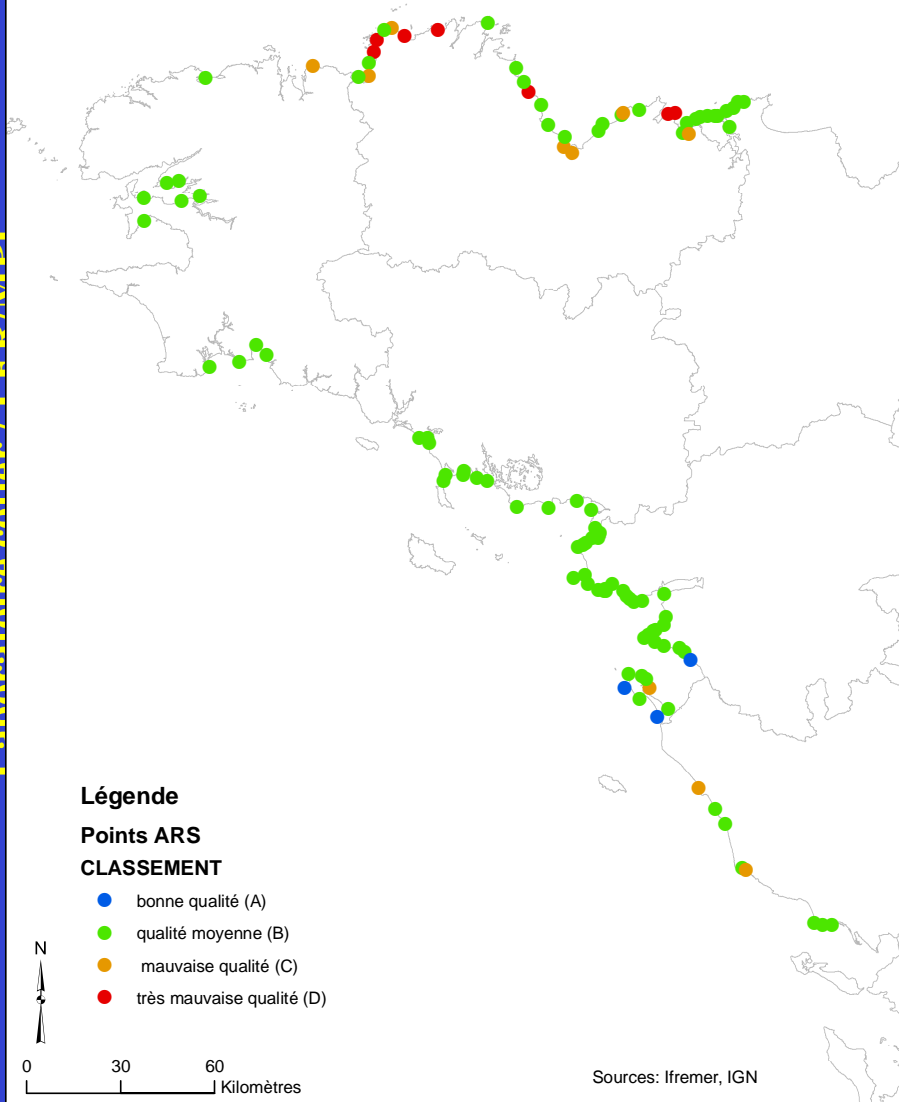 Légende
Points ARS
CLASSEMENT
bonne qualité (A)
qualité moyenne (B)
mauvaise qualité (C)
très mauvaise qualité (D)
N
0 30 60
Kilomètres
Sources: Ifremer, IGN